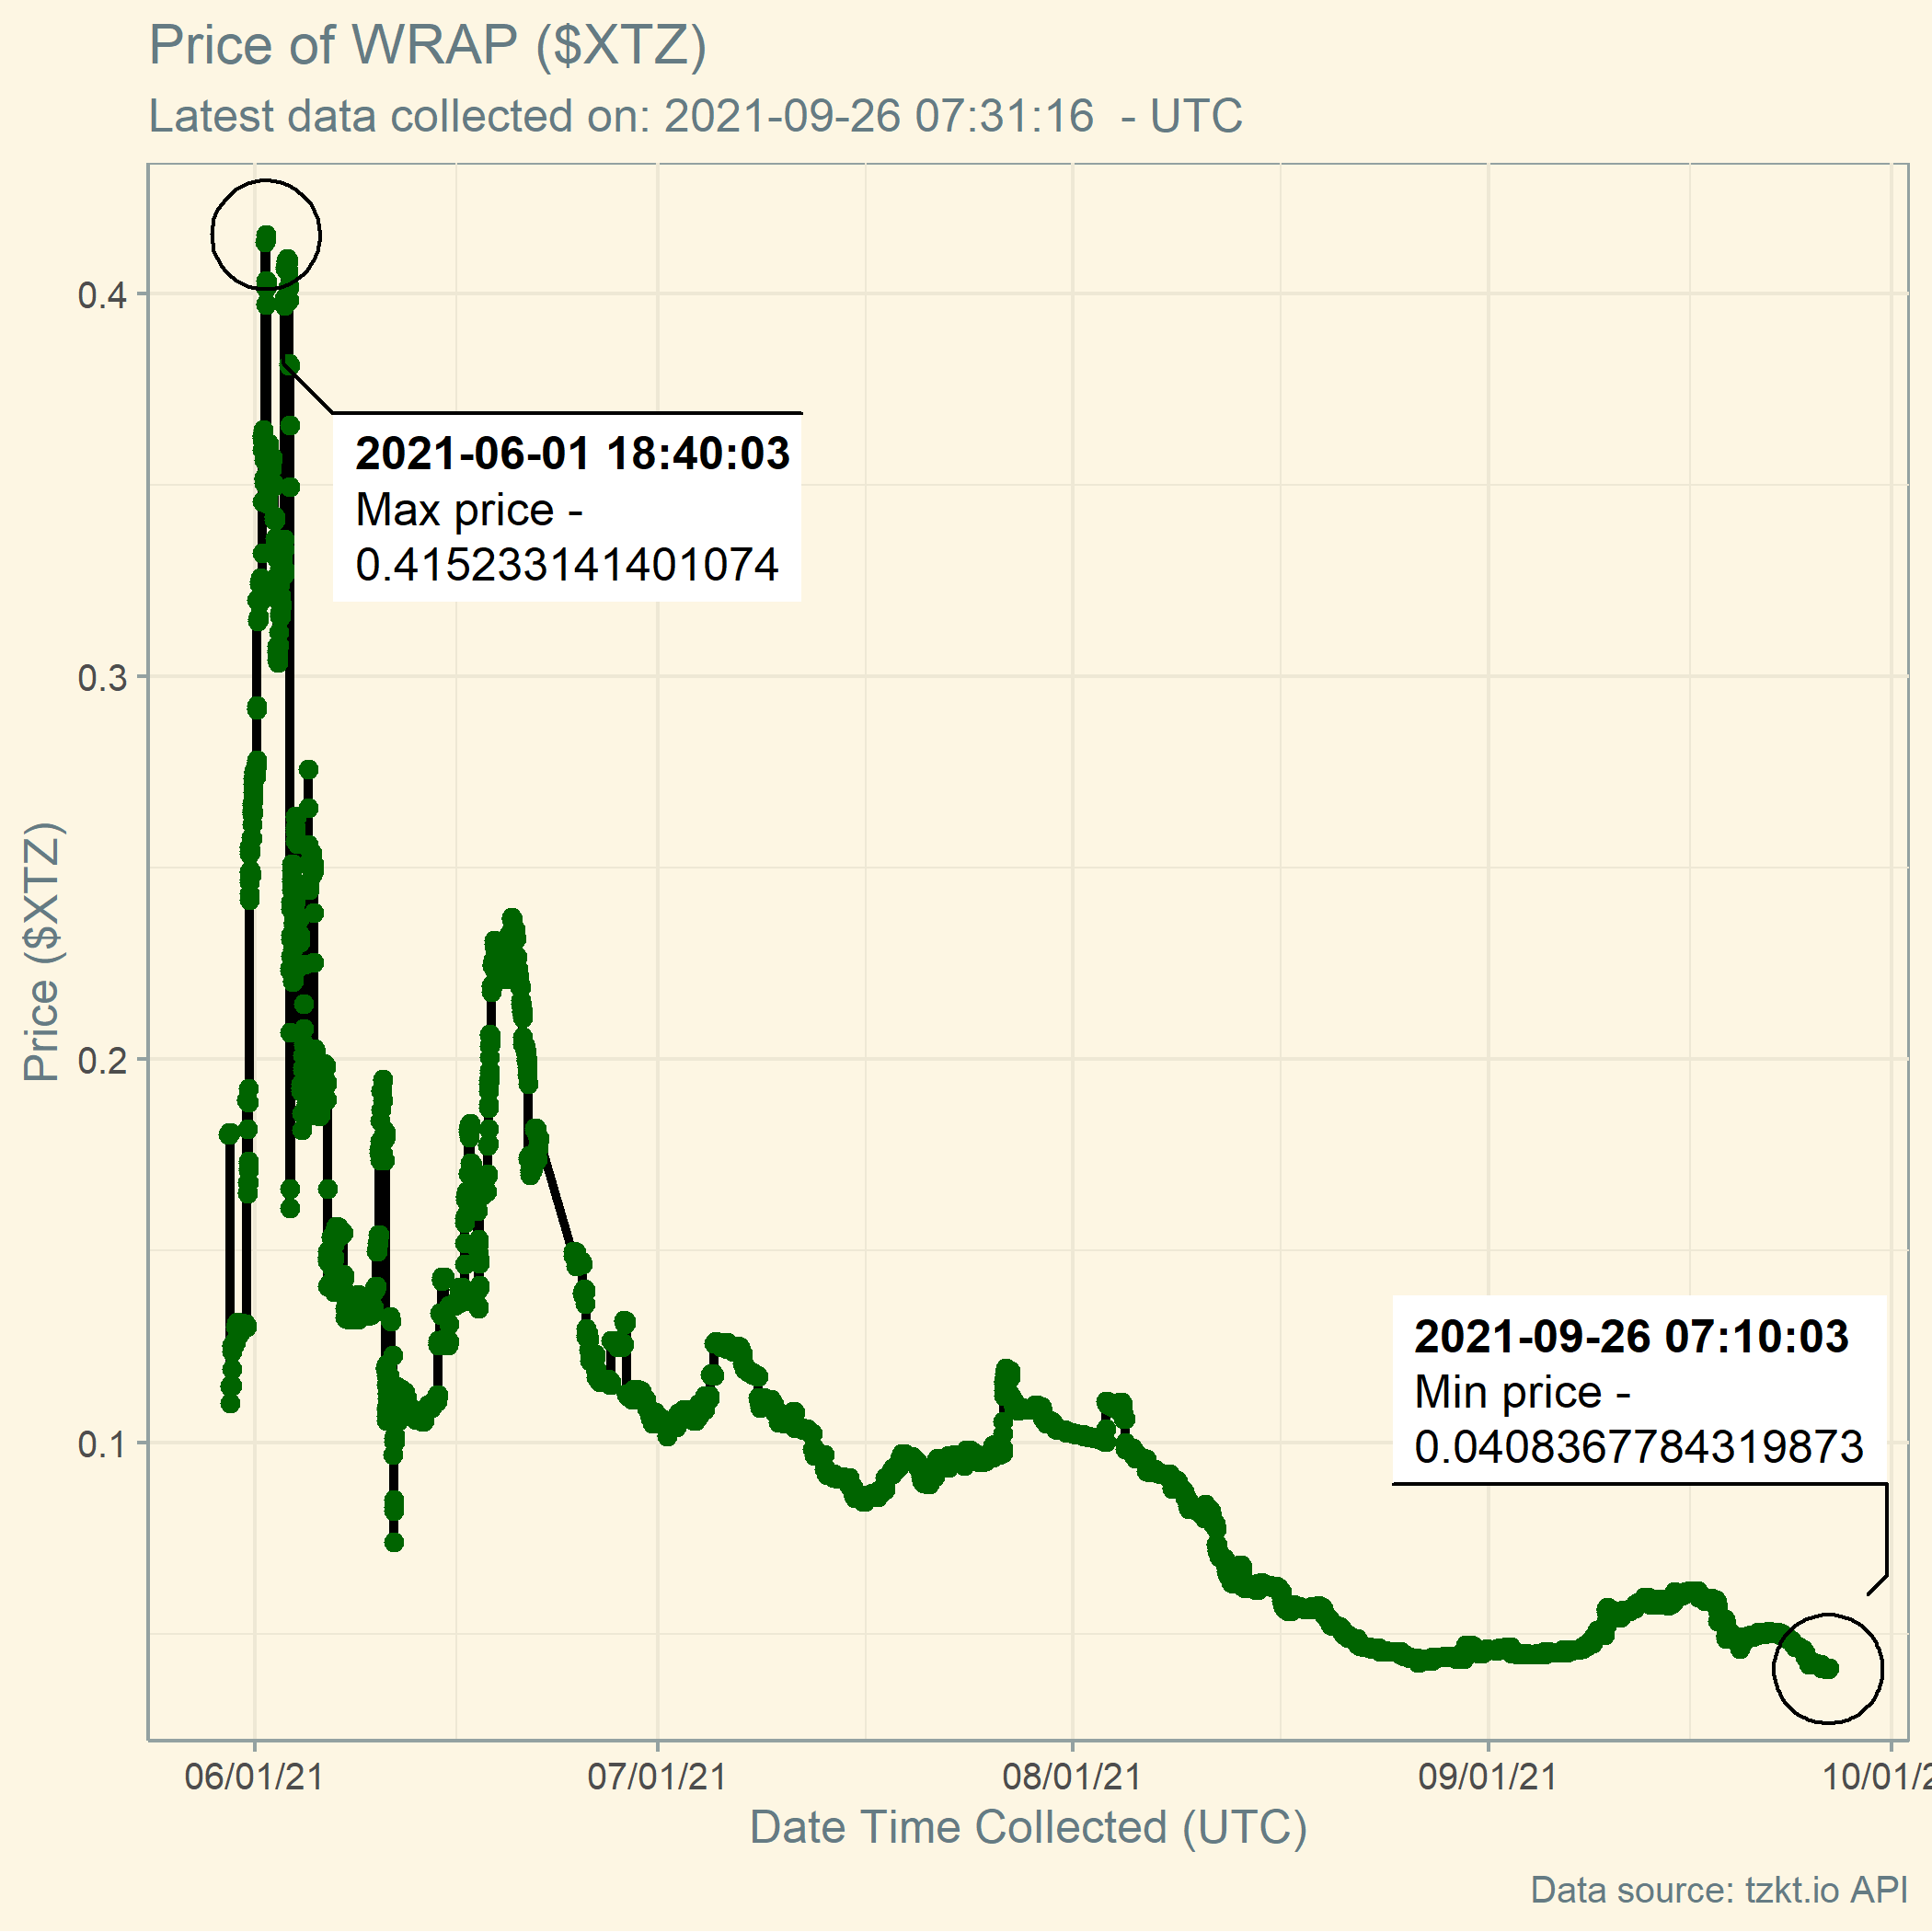 Price of WRAP ($XTZ)
Latest data collected on: 2021-09-26 07:31:16  - UTC
0.4
0.3
0.2
0.1
Price ($XTZ)
2021-06-01 18:40:03
Max price -
0.415233141401074
2021-09-26 07:10:03
Min price -
0.0408367784319873
06/01/21
07/01/21
08/01/21
09/01/21
10/01/2
Date Time Collected (UTC)
Data source: tzkt.io API